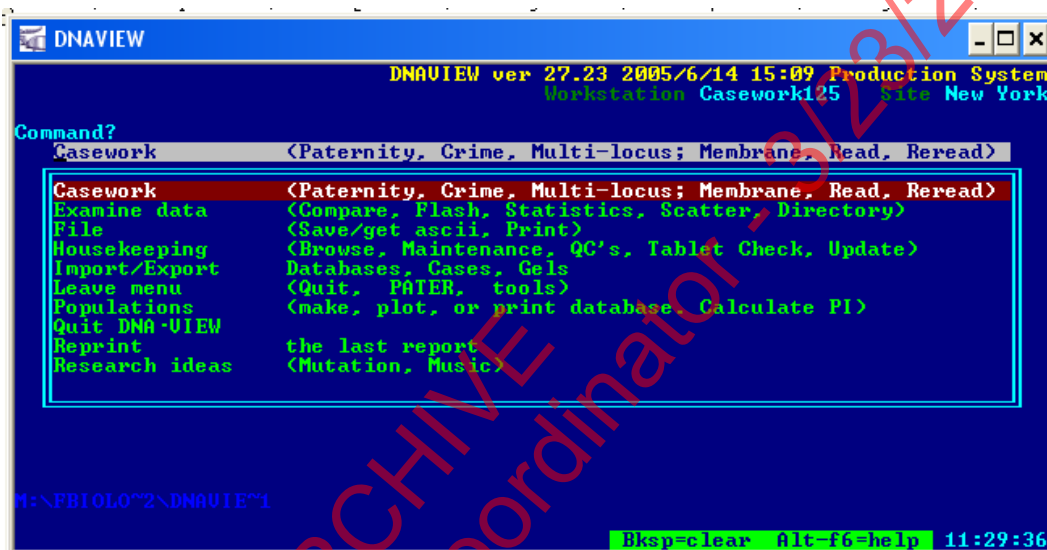 DNAVIEW
DNAVIEW ver 27.23 2005/6/14 15:09 Production System
Workstation Casework125 Site New York
Command?
Casework (Paternity, Crime, Multi-locus; Membrane, Read, Reread)
Casework (Paternity, Crime, Multi-locus; Membrane, Read, Reread)
Examine data (Compare, Flash, Statistics, Scatter, Directory)
File (Save/get ascii, Print)
Housekeeping (Browse, Maintenance, QC's, Tablet Check, Update)
Import/Export Databases, Cases, Gels
Leave menu (Quit, PATER, tools)
Populations (make, plot, or print database. Calculate PI)
Quit DNA·VIEW
Reprint the last report
Research ideas (Mutation, Music)
M:\FBIOLO~2\DNAVIE~1
Bksp=clear Alt-f6=help 11:29:36
ARCHIVE
oordinator - 3/23/2